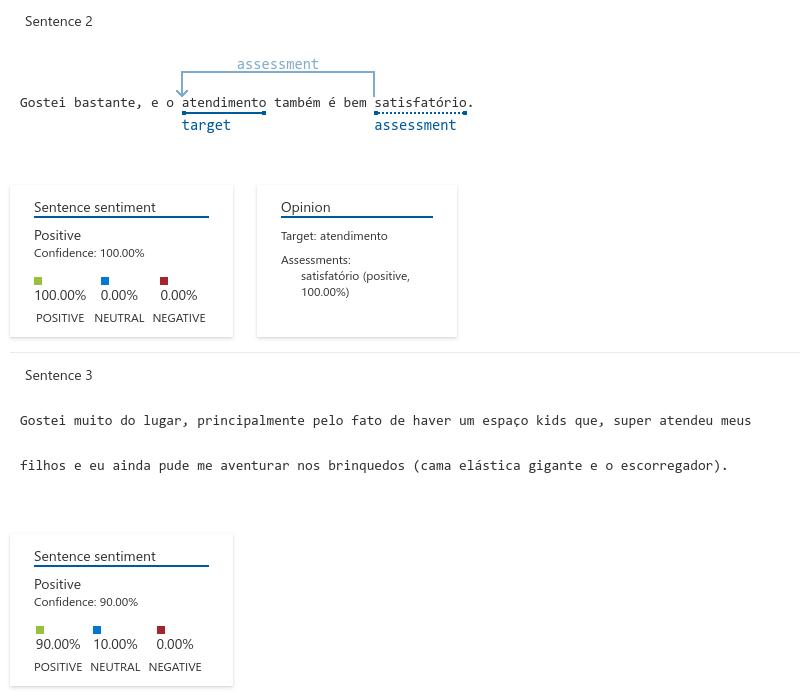 Sentence 2
assessment
Gostei bastante, e o atendimento também é bem satisfatório.
target assessment
Sentence sentiment
Positive
Confidence: 100.00%
100.00% 0.00% 0.00%
POSITIVE NEUTRAL NEGATIVE
Opinion
Target: atendimento
Assessments:
satisfatório (positive,
100.00%)
Sentence 3
Gostei muito do lugar, principalmente pelo fato de haver um espaço kids que, super atendeu meus
filhos e eu ainda pude me aventurar nos brinquedos (cama elástica gigante e o escorregador).
Sentence sentiment
Positive
Confidence: 90.00%
90.00% 10.00% 0.00%
POSITIVE NEUTRAL NEGATIVE